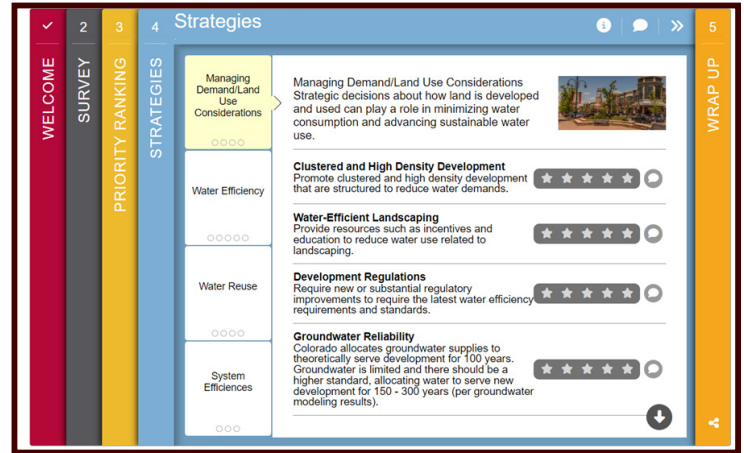 2
3
4
Strategies
5
WELCOME
SURVEY
PRIORITY RANKING
STRATEGIES
WRAP UP
Managing
Demand/Land
Use
Considerations
Water Efficiency
Water Reuse
System
Efficiences
Managing Demand/Land Use Considerations
Strategic decisions about how land is developed
and used can play a role in minimizing water
consumption and advancing sustainable water
use.
Clustered and High Density Development
Promote clustered and high density development
that are structured to reduce water demands.
Water-Efficient Landscaping
Provide resources such as incentives and
education to reduce water use related to
landscaping.
Development Regulations
Require new or substantial regulatory
improvements to require the latest water efficiency
requirements and standards.
Groundwater Reliability
Colorado allocates groundwater supplies to
theoretically serve development for 100 years.
Groundwater is limited and there should be a
higher standard, allocating water to serve new
development for 150 - 300 years (per groundwater
modeling results).